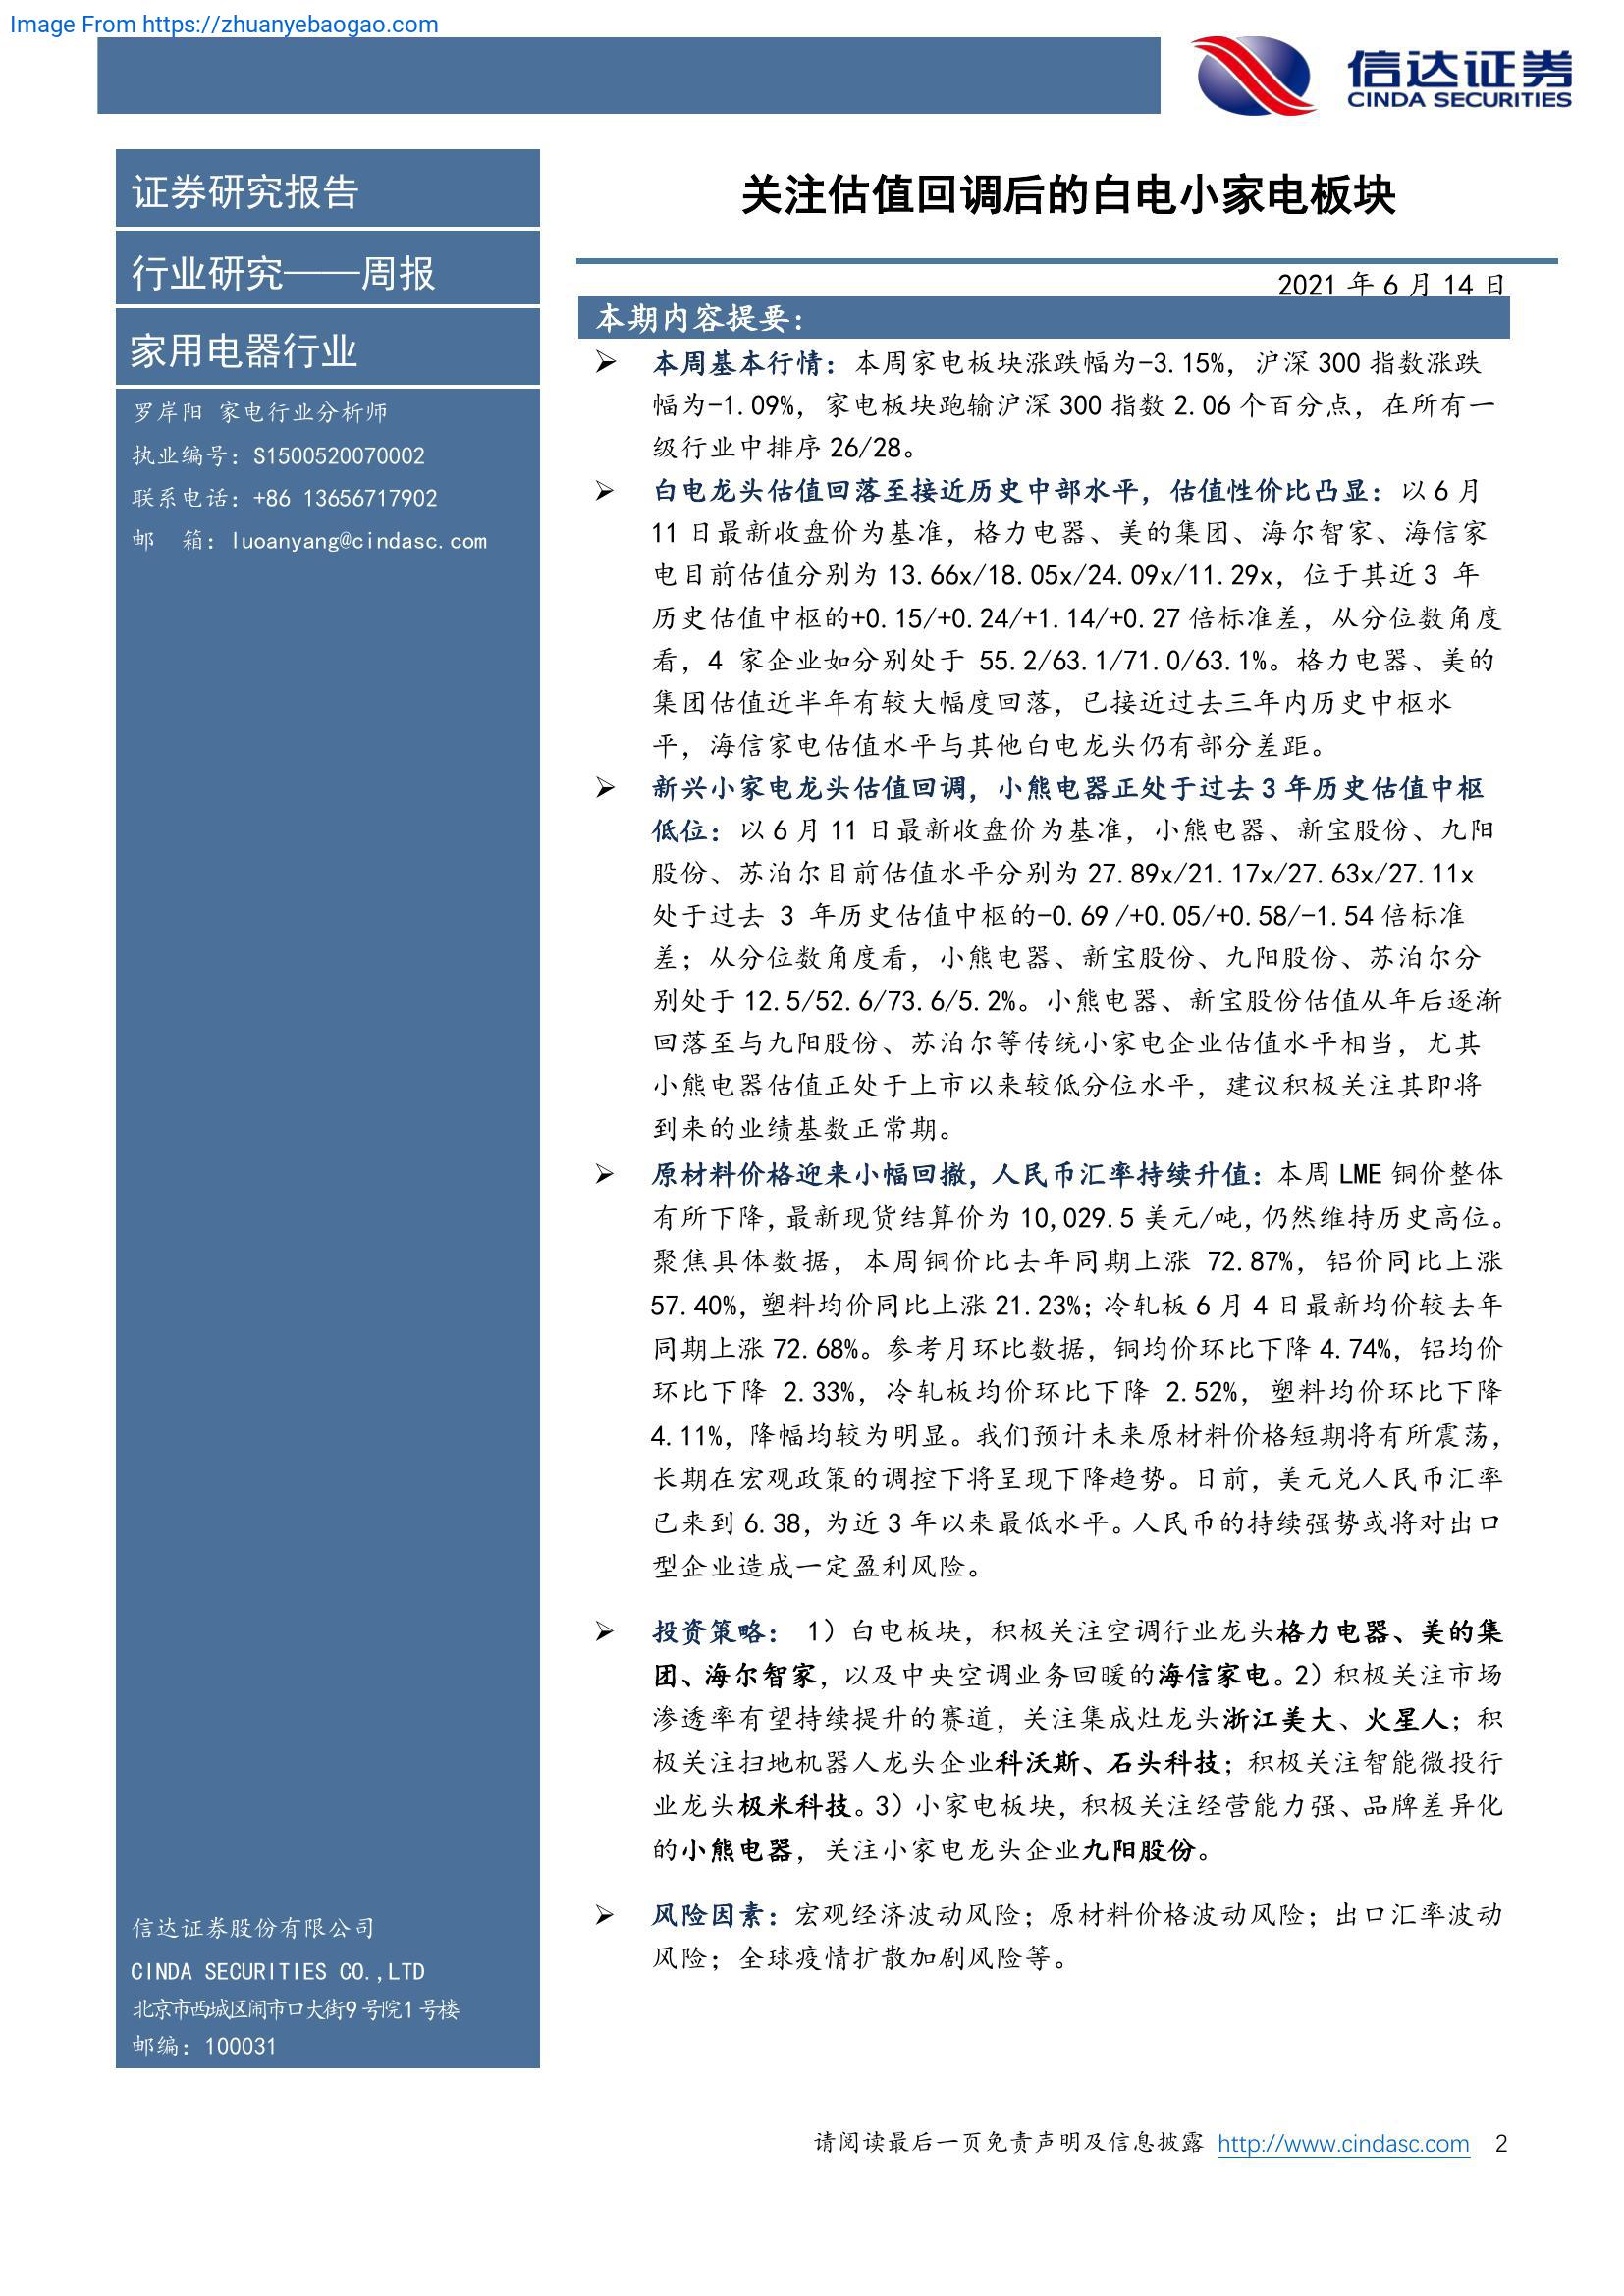 Image From https://zhuanyebaogao.com
信达证券
CINDA SECURITIES
证券研究报告
行业研究——周报
家用电器行业
罗岸阳 家电行业分析师
执业编号：S1500520070002
联系电话：+86 13656717902
邮 箱：luoanyang@cindasc.com
信达证券股份有限公司
CINDA SECURITIES CO.,LTD
北京市西城区闹市口大街9号院1号楼
邮编：100031
关注估值回调后的白电小家电板块
2021 年 6 月 14 日
本期内容提要：
➢ 本周基本行情：本周家电板块涨跌幅为-3.15%，沪深 300 指数涨跌
幅为-1.09%，家电板块跑输沪深 300 指数 2.06 个百分点，在所有一
级行业中排序 26/28。
➢ 白电龙头估值回落至接近历史中部水平，估值性价比凸显：以 6 月
11 日最新收盘价为基准，格力电器、美的集团、海尔智家、海信家
电目前估值分别为 13.66x/18.05x/24.09x/11.29x，位于其近 3 年
历史估值中枢的+0.15/+0.24/+1.14/+0.27 倍标准差，从分位数角度
看，4 家企业如分别处于 55.2/63.1/71.0/63.1%。格力电器、美的
集团估值近半年有较大幅度回落，已接近过去三年内历史中枢水
平，海信家电估值水平与其他白电龙头仍有部分差距。
➢ 新兴小家电龙头估值回调，小熊电器正处于过去 3 年历史估值中枢
低位：以 6 月 11 日最新收盘价为基准，小熊电器、新宝股份、九阳
股份、苏泊尔目前估值水平分别为 27.89x/21.17x/27.63x/27.11x
处于过去 3 年历史估值中枢的-0.69 /+0.05/+0.58/-1.54 倍标准
差；从分位数角度看，小熊电器、新宝股份、九阳股份、苏泊尔分
别处于 12.5/52.6/73.6/5.2%。小熊电器、新宝股份估值从年后逐渐
回落至与九阳股份、苏泊尔等传统小家电企业估值水平相当，尤其
小熊电器估值正处于上市以来较低分位水平，建议积极关注其即将
到来的业绩基数正常期。
➢ 原材料价格迎来小幅回撤，人民币汇率持续升值：本周 LME 铜价整体
有所下降，最新现货结算价为 10,029.5 美元/吨，仍然维持历史高位。
聚焦具体数据，本周铜价比去年同期上涨 72.87%，铝价同比上涨
57.40%，塑料均价同比上涨 21.23%；冷轧板 6 月 4 日最新均价较去年
同期上涨 72.68%。参考月环比数据，铜均价环比下降 4.74%，铝均价
环比下降 2.33%，冷轧板均价环比下降 2.52%，塑料均价环比下降
4.11%，降幅均较为明显。我们预计未来原材料价格短期将有所震荡，
长期在宏观政策的调控下将呈现下降趋势。日前，美元兑人民币汇率
已来到 6.38，为近 3 年以来最低水平。人民币的持续强势或将对出口
型企业造成一定盈利风险。
➢ 投资策略： 1）白电板块，积极关注空调行业龙头格力电器、美的集
团、海尔智家，以及中央空调业务回暖的海信家电。2）积极关注市场
渗透率有望持续提升的赛道，关注集成灶龙头浙江美大、火星人；积
极关注扫地机器人龙头企业科沃斯、石头科技；积极关注智能微投行
业龙头极米科技。3）小家电板块，积极关注经营能力强、品牌差异化
的小熊电器，关注小家电龙头企业九阳股份。
➢ 风险因素：宏观经济波动风险；原材料价格波动风险；出口汇率波动
风险；全球疫情扩散加剧风险等。
请阅读最后一页免责声明及信息披露 http://www.cindasc.com 2